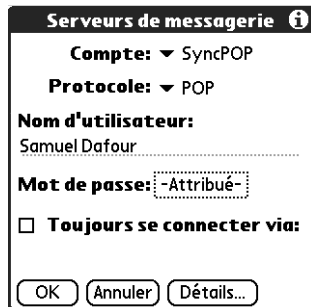 Serveurs de messagerie
Compte: SyncPOP
Protocole: POP
Nom d'utilisateur:
Samuel Dafour
Mot de passe: -Attribué-
Toujours se connecter via:
OK Annuler Détails...